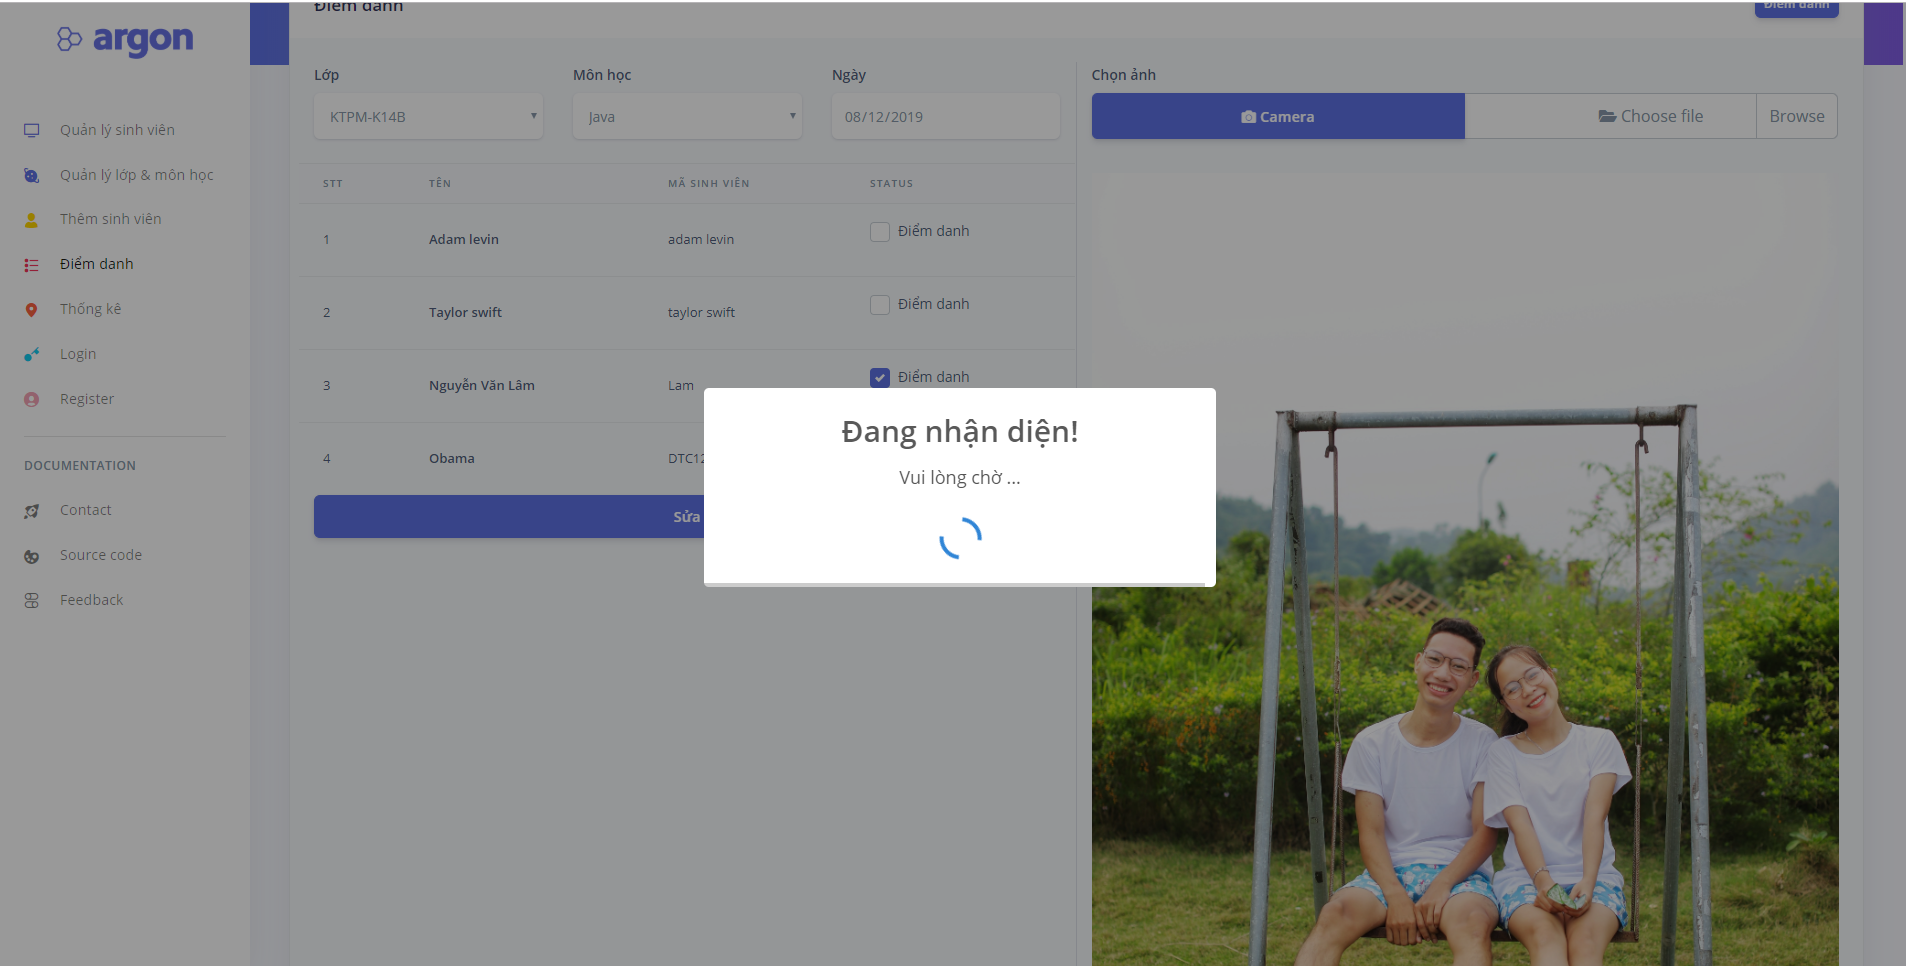 argon
Quản lý sinh viên
Quản lý lớp & môn học
Thêm sinh viên
Điểm danh
Thống kê
Login
Register
DOCUMENTATION
Contact
Source code
Feedback
Điểm danh
Điểm danh
Lớp
Môn học
Ngày
KTPM-K14B
Java
08/12/2019
STT TÊN MÃ SINH VIÊN STATUS
1 Adam levin adam levin Điểm danh
2 Taylor swift taylor swift Điểm danh
3 Nguyễn Văn Lâm Lam Điểm danh
4 Obama DTC12
Sửa
Chọn ảnh
Camera
Choose file
Browse
Đang nhận diện!
Vui lòng chờ ...